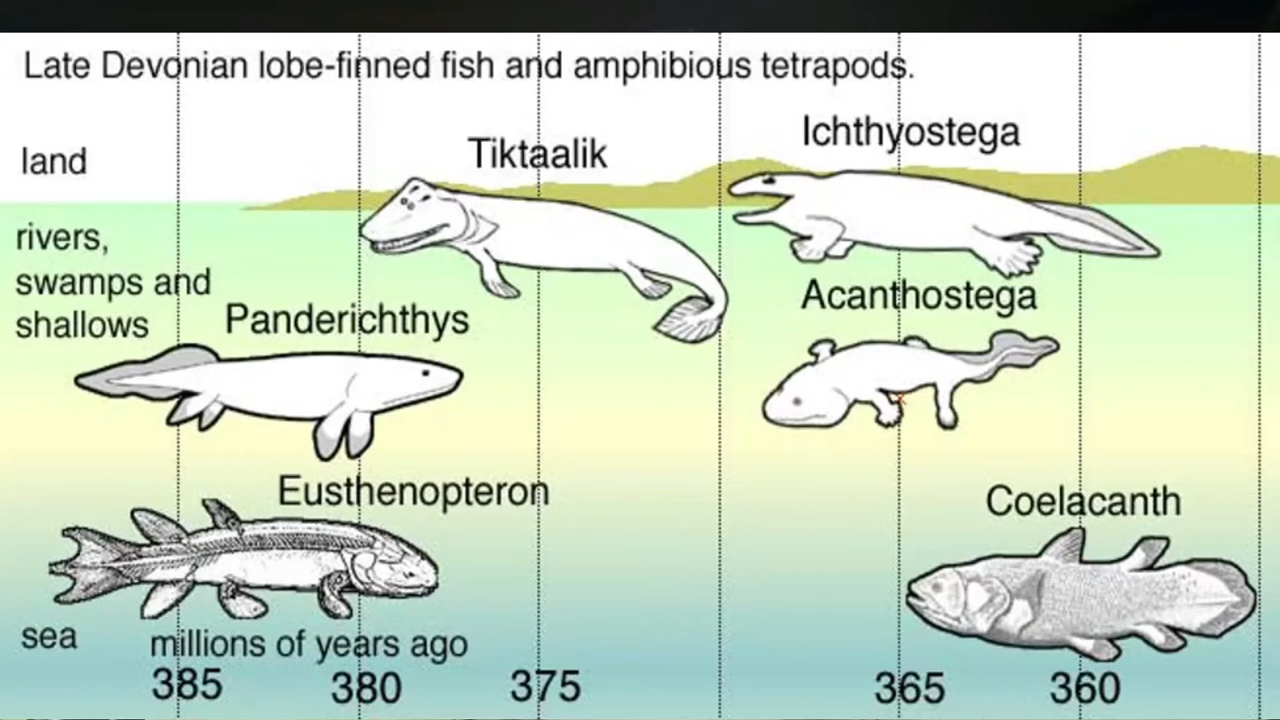 Late Devonian lobe-finned fish and amphibious tetrapods.
Ichthyostega
Tiktaalik
land
rivers,
swamps and
shallows
Panderichthys
Acanthostega
Eusthenopteron
Coelacanth
sea
millions of years ago
385 380 375 365 360